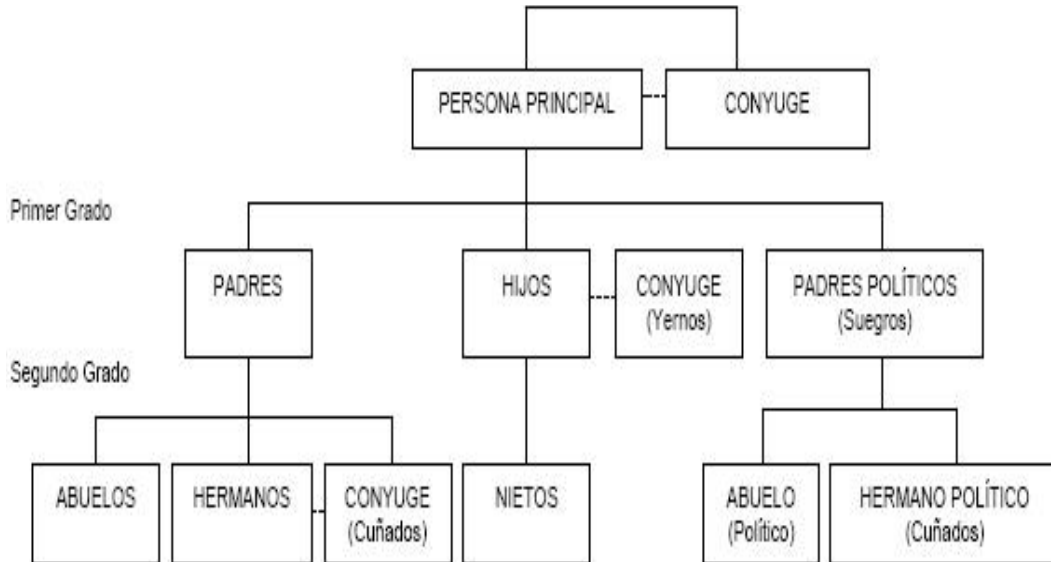 PERSONA PRINCIPAL
CONYUGE
Primer Grado
PADRES
HIJOS
CONYUGE
(Yernos)
PADRES POLÍTICOS
(Suegros)
Segundo Grado
ABUELOS
HERMANOS
CONYUGE
(Cuñados)
NIETOS
ABUELO
(Político)
HERMANO POLÍTICO
(Cuñados)